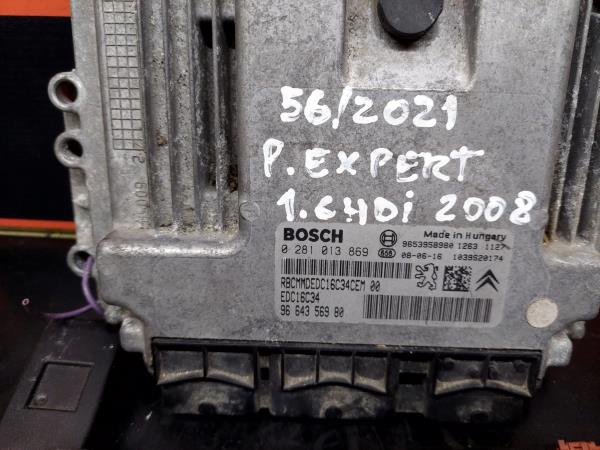 56/2021
P. EXPERT
1.6HDi 2008
BOSCH
Made in Hungary
0 281 013 869
9653958980 1263 1127
08-06-16 1039S20174
RBCMMDEDC16C34CEM 00
EDC16C34
96 643 569 80